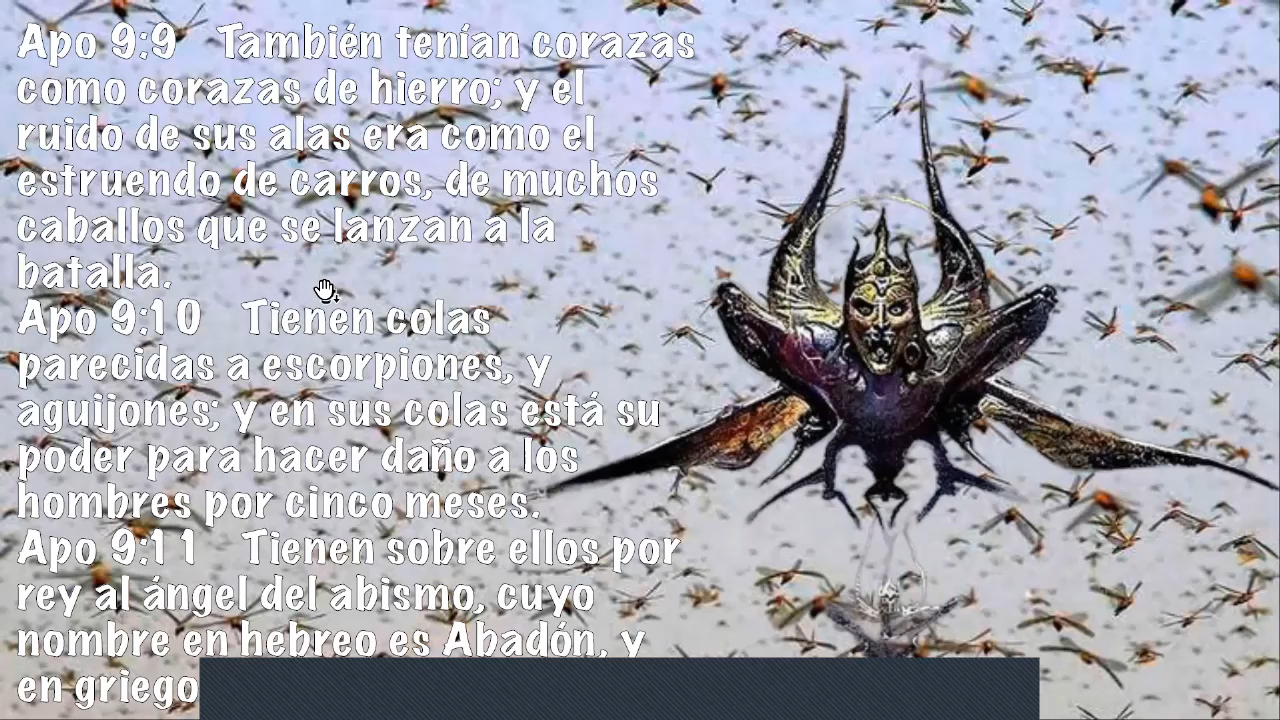 Apo 9:9 También tenían corazas
como corazas de hierro; y el
ruido de sus alas era como el
estruendo de carros, de muchos
caballos que se lanzan a la
batalla.
Apo 9:10 Tienen colas
parecidas a escorpiones, y
aguijones; y en sus colas está su
poder para hacer daño a los
hombres por cinco meses.
Apo 9:11 Tienen sobre ellos por
rey al ángel del abismo, cuyo
nombre en hebreo es Abadón, y
en griego